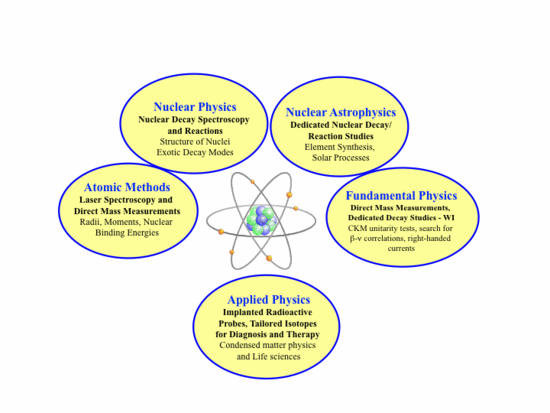 Nuclear Physics
Nuclear Decay Spectroscopy
and Reactions
Structure of Nuclei
Exotic Decay Modes
Nuclear Astrophysics
Dedicated Nuclear Decay/
Reaction Studies
Element Synthesis,
Solar Processes
Atomic Methods
Laser Spectroscopy and
Direct Mass Measurements
Radii, Moments, Nuclear
Binding Energies
Fundamental Physics
Direct Mass Measurements,
Dedicated Decay Studies - WI
CKM unitarity tests, search for
β-ν correlations, right-handed
currents
Applied Physics
Implanted Radioactive
Probes, Tailored Isotopes
for Diagnosis and Therapy
Condensed matter physics
and Life sciences